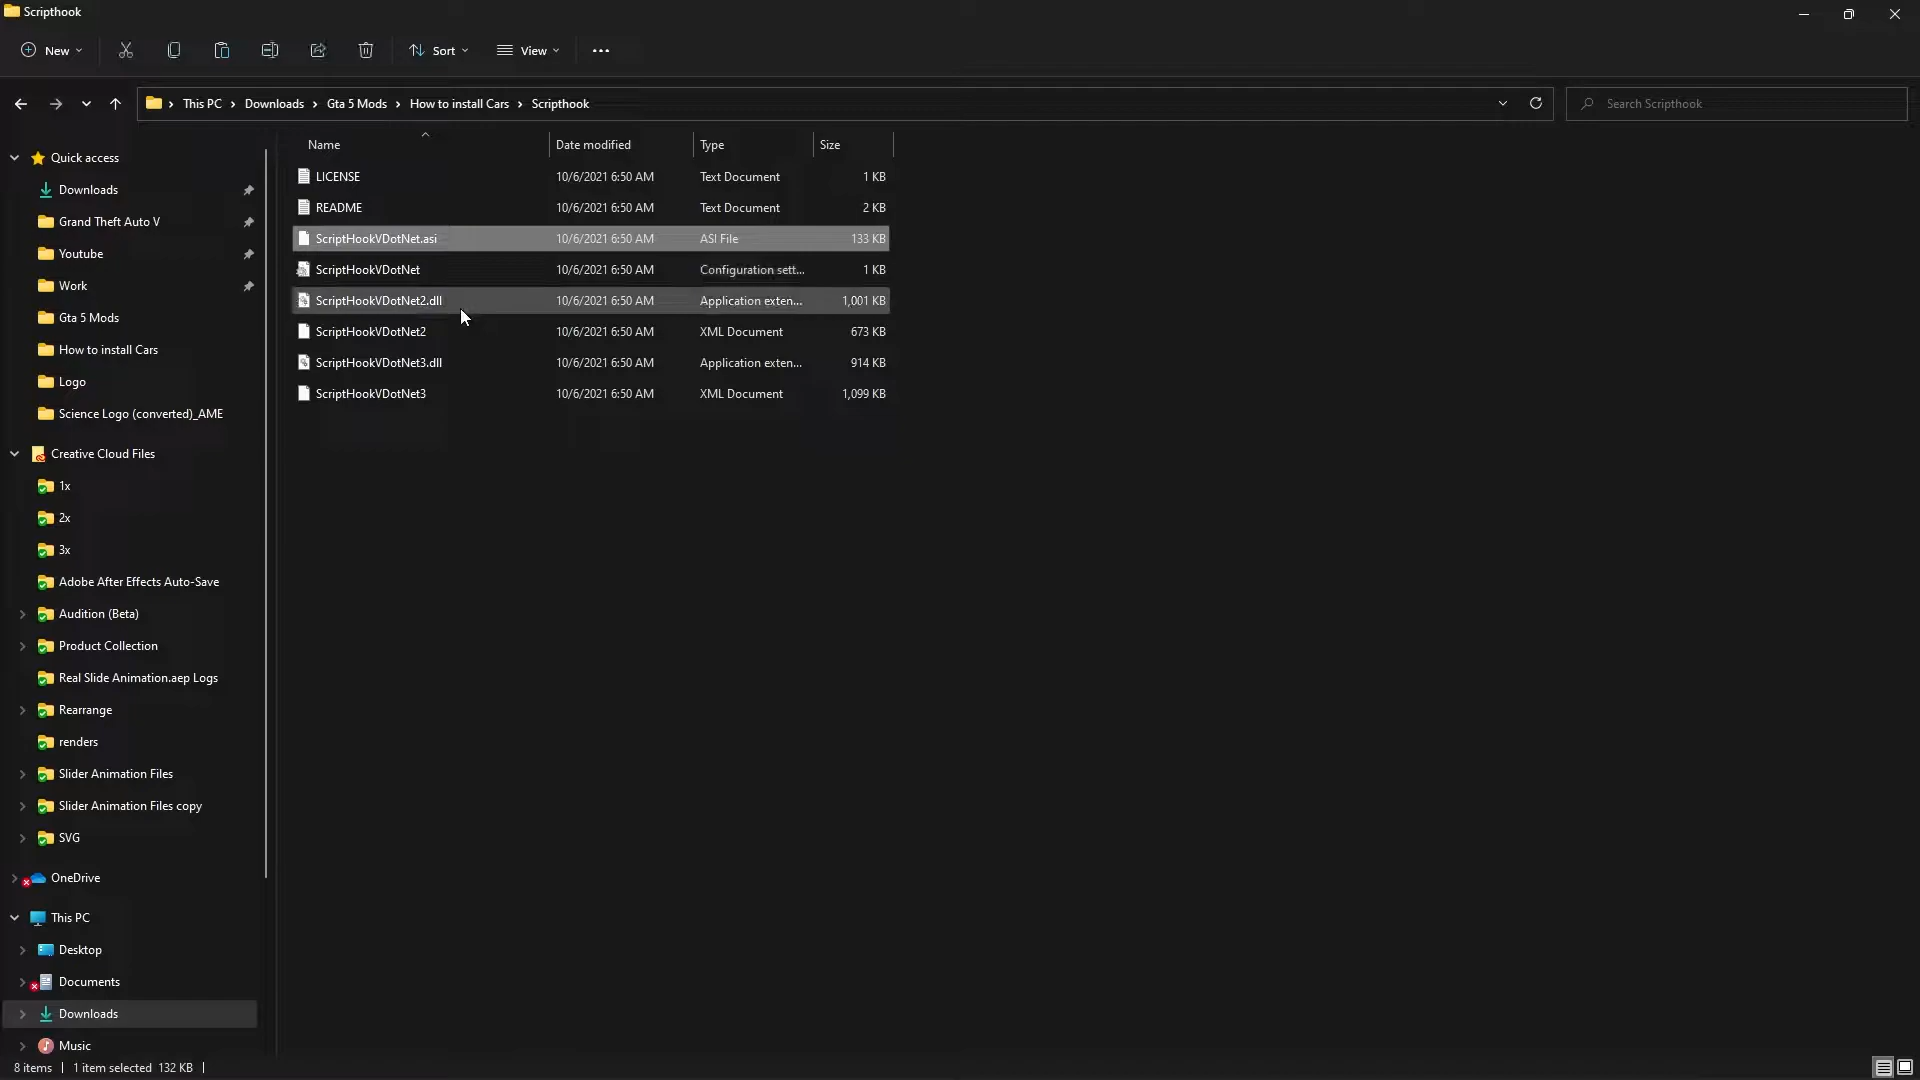 Scripthook
New
Sort
View
This PC > Downloads > Gta 5 Mods > How to install Cars > Scripthook
Search Scripthook
Quick access
Downloads
Grand Theft Auto V
Youtube
Work
Gta 5 Mods
How to install Cars
Logo
Science Logo (converted)_AME
Creative Cloud Files
1x
2x
3x
Adobe After Effects Auto-Save
Audition (Beta)
Product Collection
Real Slide Animation.aep Logs
Rearrange
renders
Slider Animation Files
Slider Animation Files copy
SVG
OneDrive
This PC
Desktop
Documents
Downloads
Music
Name Date modified Type Size
LICENSE 10/6/2021 6:50 AM Text Document 1 KB
README 10/6/2021 6:50 AM Text Document 2 KB
ScriptHookVDotNet.asi 10/6/2021 6:50 AM ASI File 133 KB
ScriptHookVDotNet 10/6/2021 6:50 AM Configuration sett... 1 KB
ScriptHookVDotNet2.dll 10/6/2021 6:50 AM Application exten... 1,001 KB
ScriptHookVDotNet2 10/6/2021 6:50 AM XML Document 673 KB
ScriptHookVDotNet3.dll 10/6/2021 6:50 AM Application exten... 914 KB
ScriptHookVDotNet3 10/6/2021 6:50 AM XML Document 1,099 KB
8 items 1 item selected 132 KB